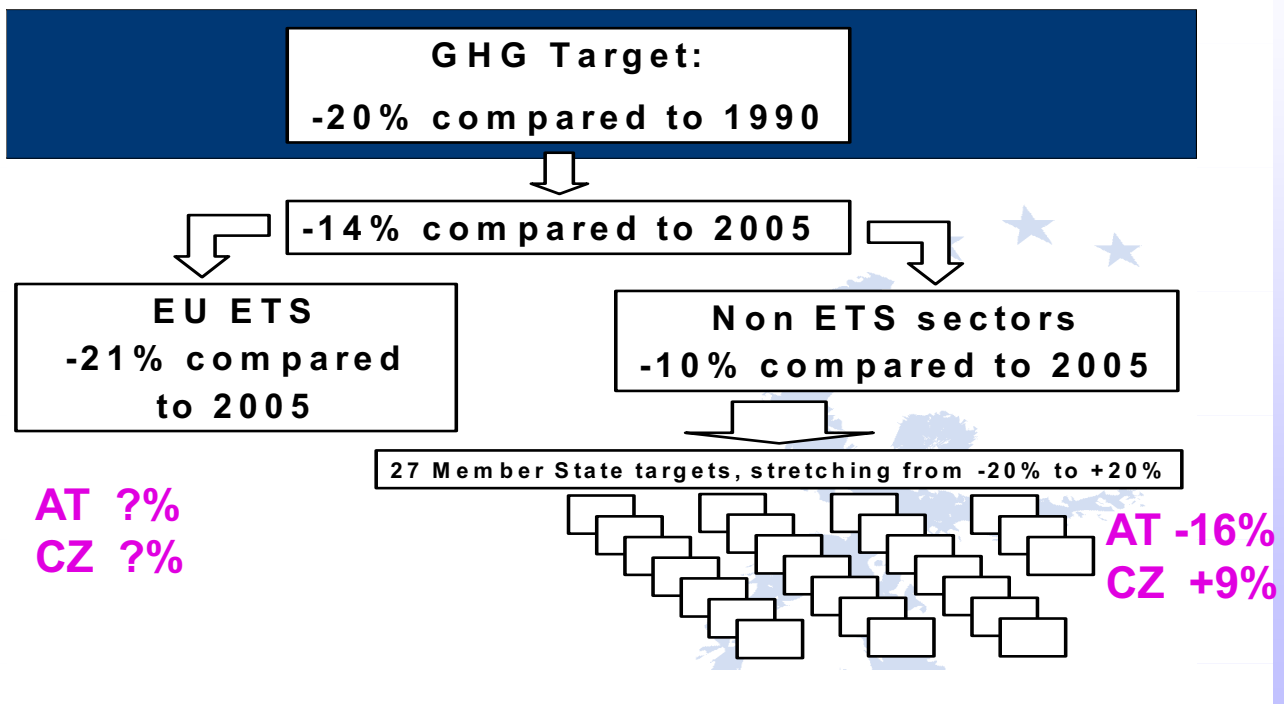 GHG Target:
-20% compared to 1990
-14% compared to 2005
EU ETS
-21% compared
to 2005
Non ETS sectors
-10% compared to 2005
27 Member State targets, stretching from -20% to +20%
AT ?%
CZ ?%
AT -16%
CZ +9%